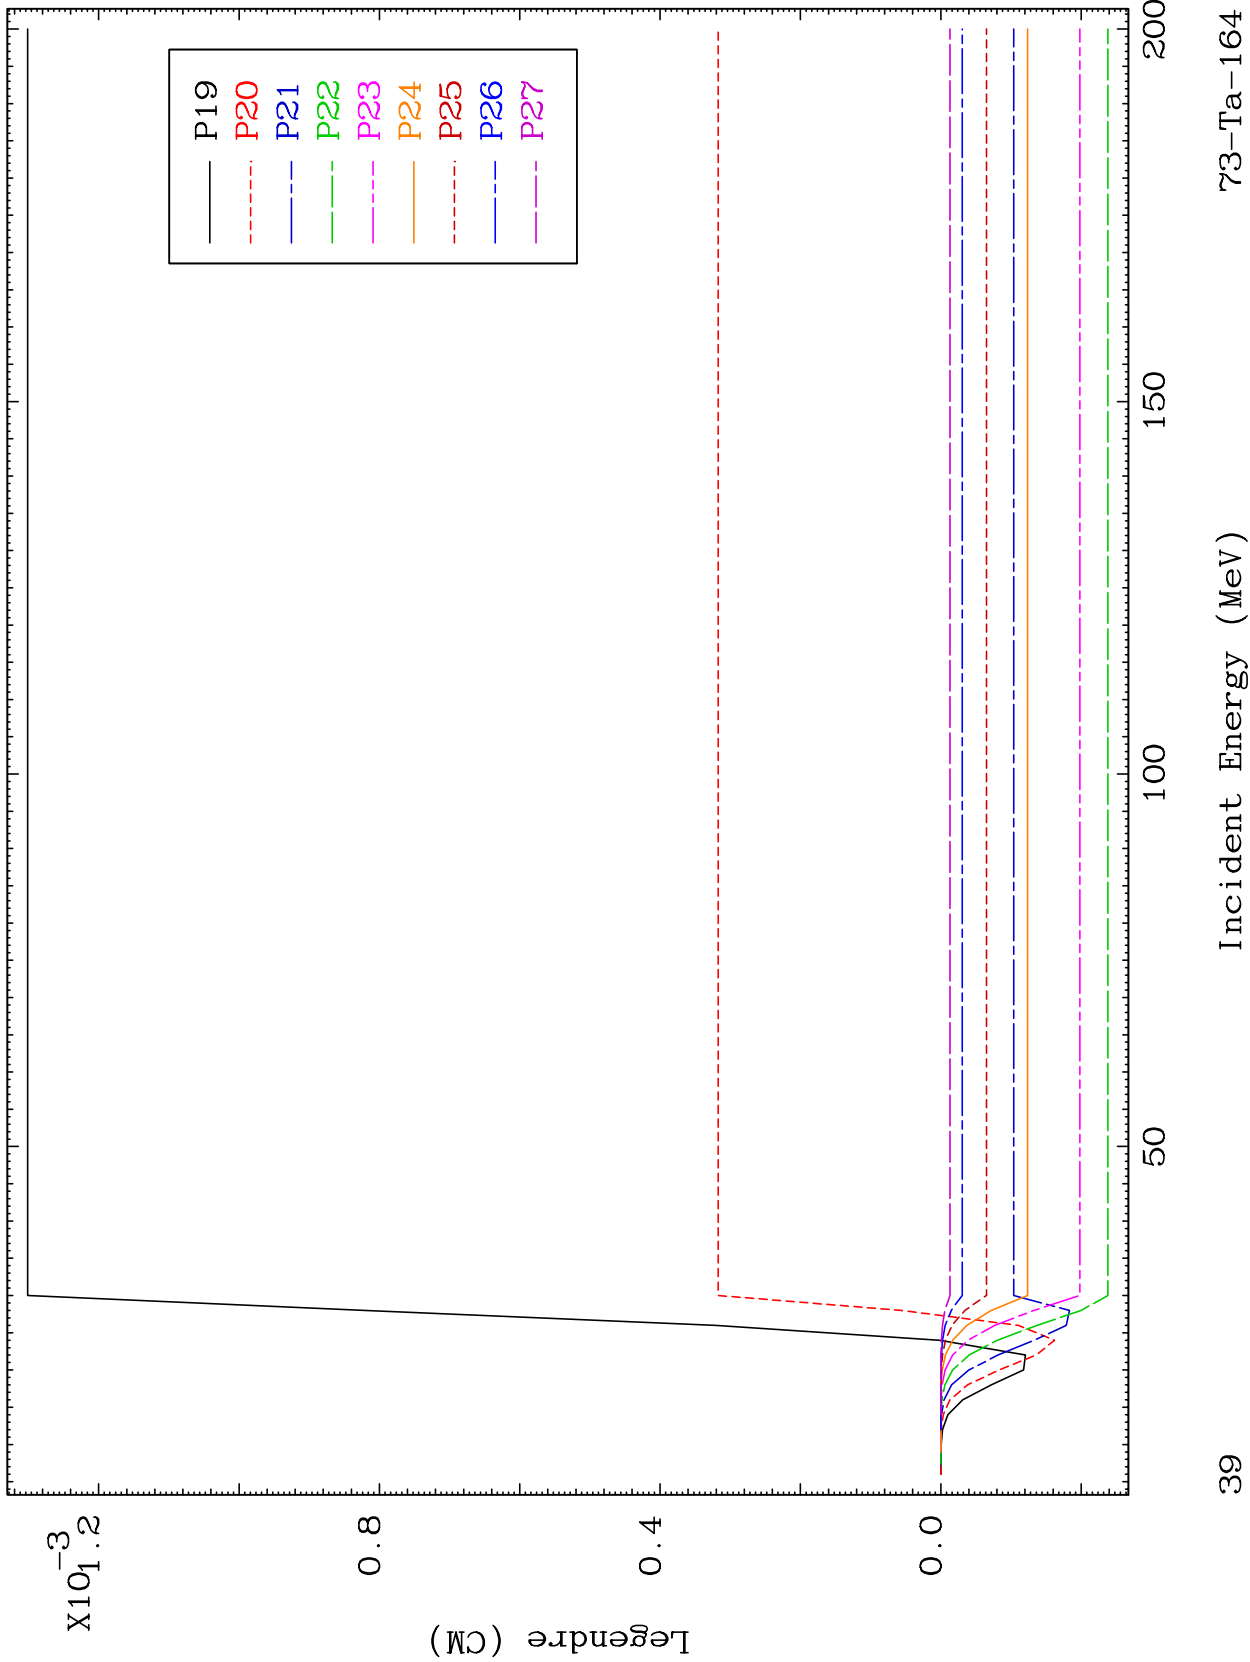 X10-3
1.2
0.8
0.4
0.0
Legendre (CM)
P19
P20
P21
P22
P23
P24
P25
P26
P27
50
100
150
200
Incident Energy (MeV)
39
73-Ta-164